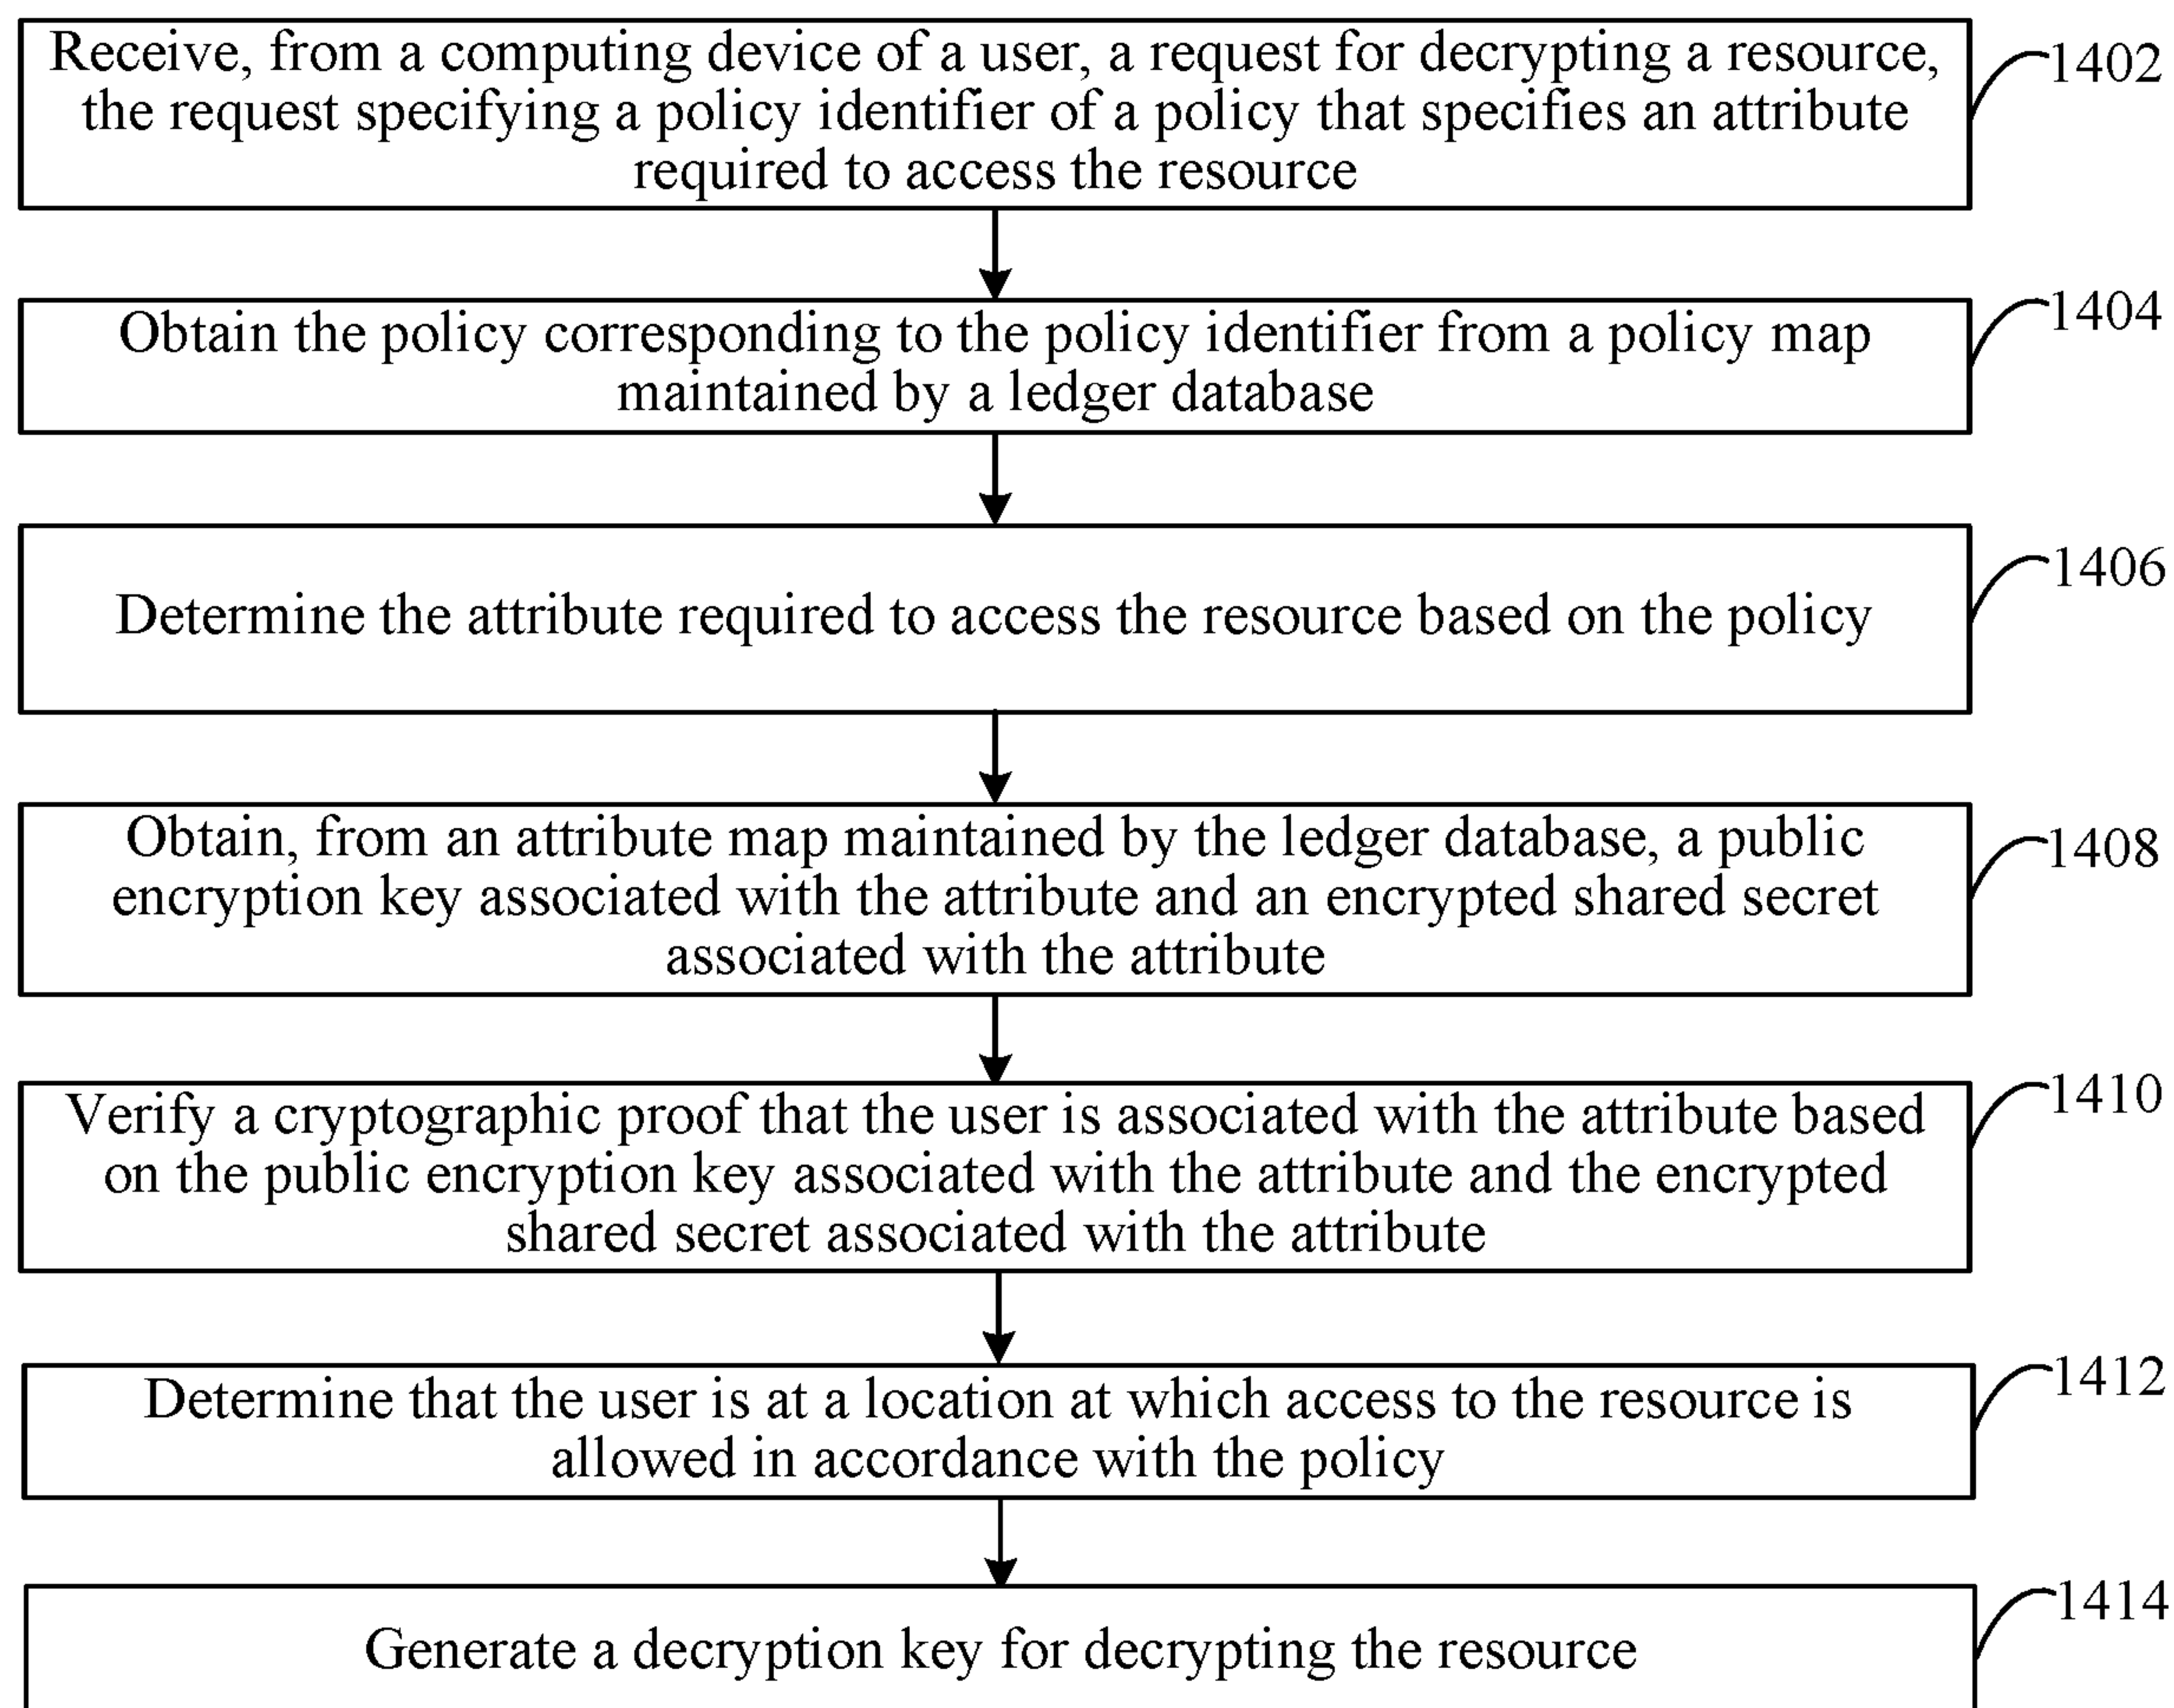 Receive, from a computing device of a user, a request for decrypting a resource,
the request specifying a policy identifier of a policy that specifies an attribute
required to access the resource
1402
Obtain the policy corresponding to the policy identifier from a policy map
maintained by a ledger database
1404
Determine the attribute required to access the resource based on the policy
1406
Obtain, from an attribute map maintained by the ledger database, a public
encryption key associated with the attribute and an encrypted shared secret
associated with the attribute
1408
Verify a cryptographic proof that the user is associated with the attribute based
on the public encryption key associated with the attribute and the encrypted
shared secret associated with the attribute
1410
Determine that the user is at a location at which access to the resource is
allowed in accordance with the policy
1412
Generate a decryption key for decrypting the resource
1414